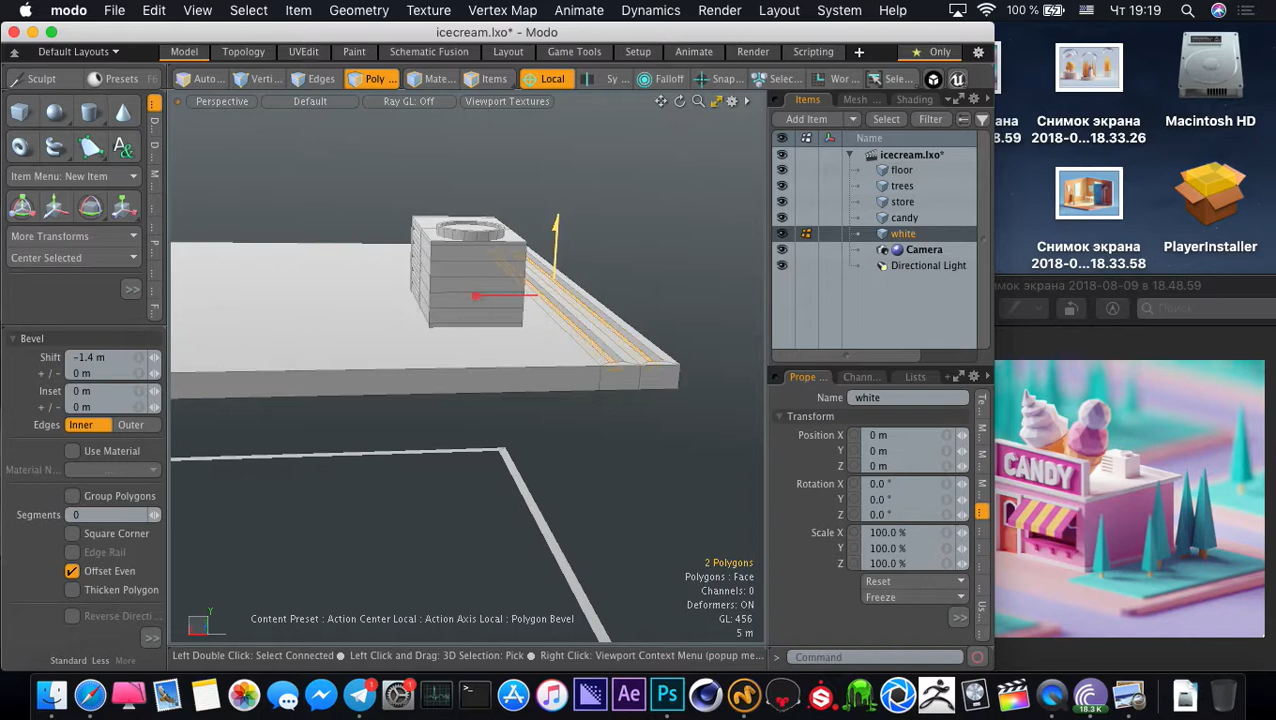 modo File Edit View Select Item Geometry Texture Vertex Map Animate Dynamics Render Layout System Help 100 % Чт 19:19
icecream.lxo* - Modo
Default Layouts Model Topology UVEdit Paint Schematic Fusion Layout Game Tools Setup Animate Render Scripting Only
Sculpt Presets F6 Auto ... Verti ... Edges Poly ... Mate... Items Local Sy ... Falloff Snap... Selec... Wor ... Sele...
Perspective Default Ray GL: Off Viewport Textures
Item Menu: New Item
More Transforms
Center Selected
>>
Bevel
Shift -1.4 m
+ / - 0 m
Inset 0 m
+ / - 0 m
Edges Inner Outer
Use Material
Material N... ...
Group Polygons
Segments 0
Square Corner
Edge Rail
Offset Even
Thicken Polygon
Reverse Directi...
>>
Standard Less More
Y
2 Polygons
Polygons : Face
Channels: 0
Deformers: ON
GL: 456
5 m
Content Preset : Action Center Local : Action Axis Local : Polygon Bevel
Left Double Click: Select Connected Left Click and Drag: 3D Selection: Pick Right Click: Viewport Context Menu (popup me...
Items Mesh ... Shading
Add Item Select Filter
Name
icecream.lxo*
floor
trees
store
candy
white
Camera
Directional Light
Prope ... Chann... Lists
Name white
Transform
Position X 0 m
Y 0 m
Z 0 m
Rotation X 0.0 °
Y 0.0 °
Z 0.0 °
Scale X 100.0 %
Y 100.0 %
Z 100.0 %
Reset
Freeze
>>
> Command
Снимок экрана
2018-0...18.33.26
Macintosh HD
Снимок экрана
2018-0...18.33.58
PlayerInstaller
нимок экрана 2018-08-09 в 18.48.59
Поиск
CANDY
Ae Ps
18.3 K